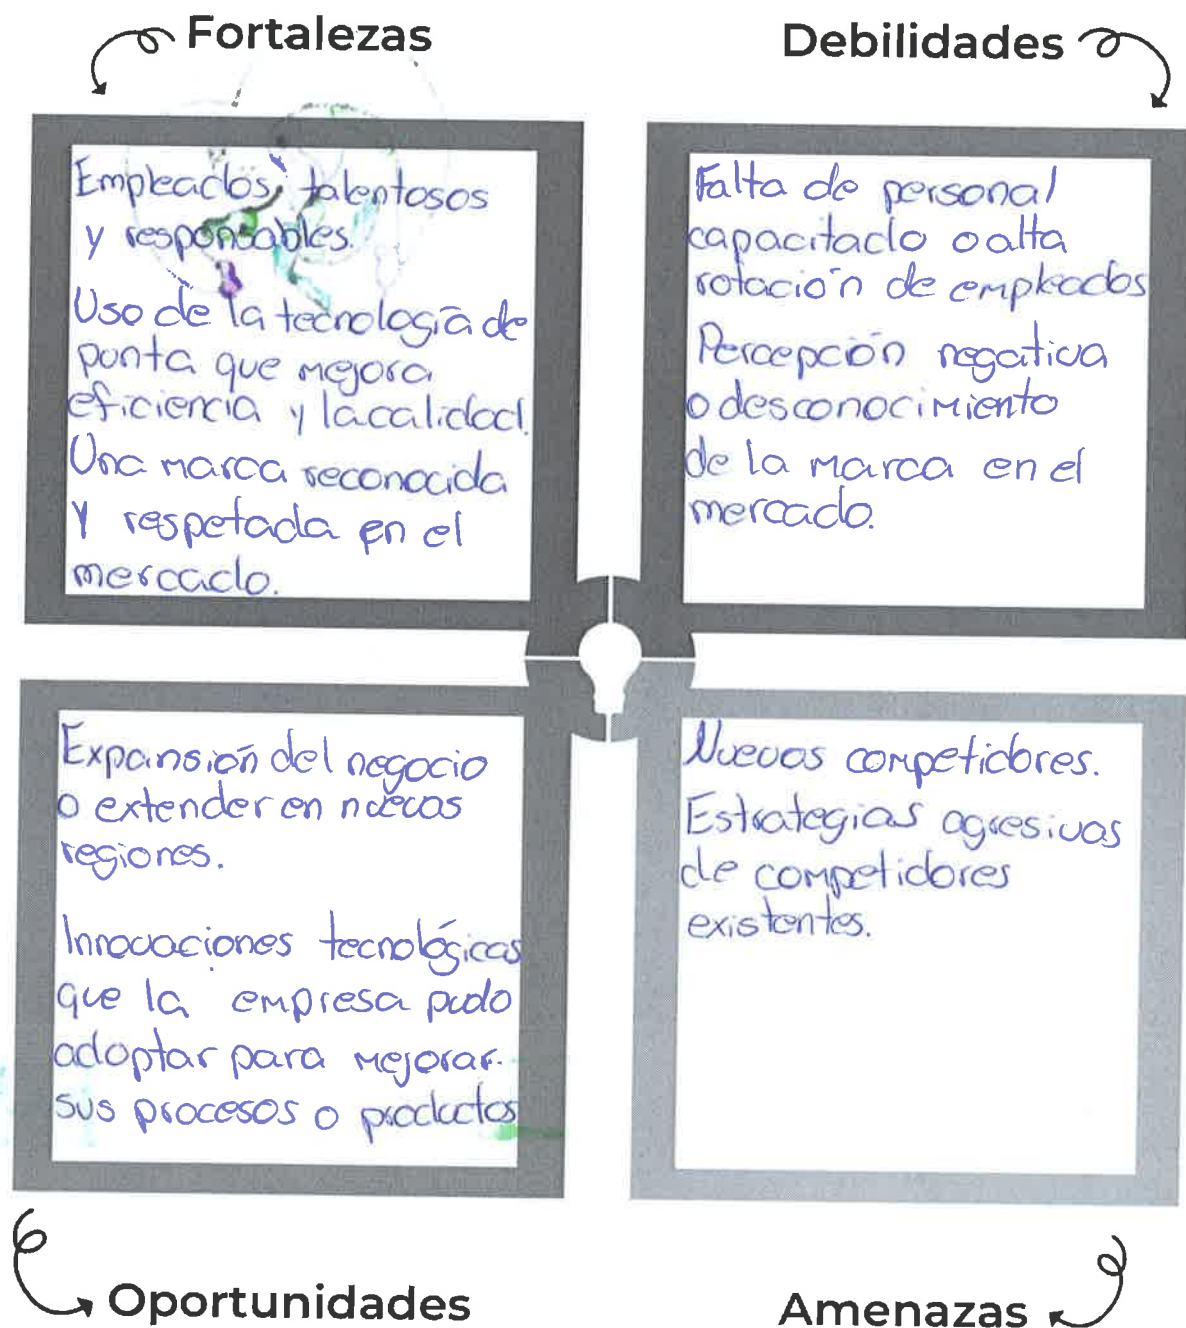 Fortalezas
Empleados, talentosos
y responsables.
Uso de la tecnología de
punta que mejora
eficiencia y la calidad.
Una marca reconocida
Y respetada en el
mercado.
Debilidades
Falta de personal
capacitado o alta
rotación de empleados
Percepción negativa
o desconocimiento
de la marca en el
mercado.
Expansión del negocio
o extender en nuevas
regiones.
Innovaciones tecnológicas
que la empresa pudo
adoptar para mejorar.
sus procesos o productos
Oportunidades
Nuevos competidores.
Estrategias agresivas
de competidores
existentes.
Amenazas